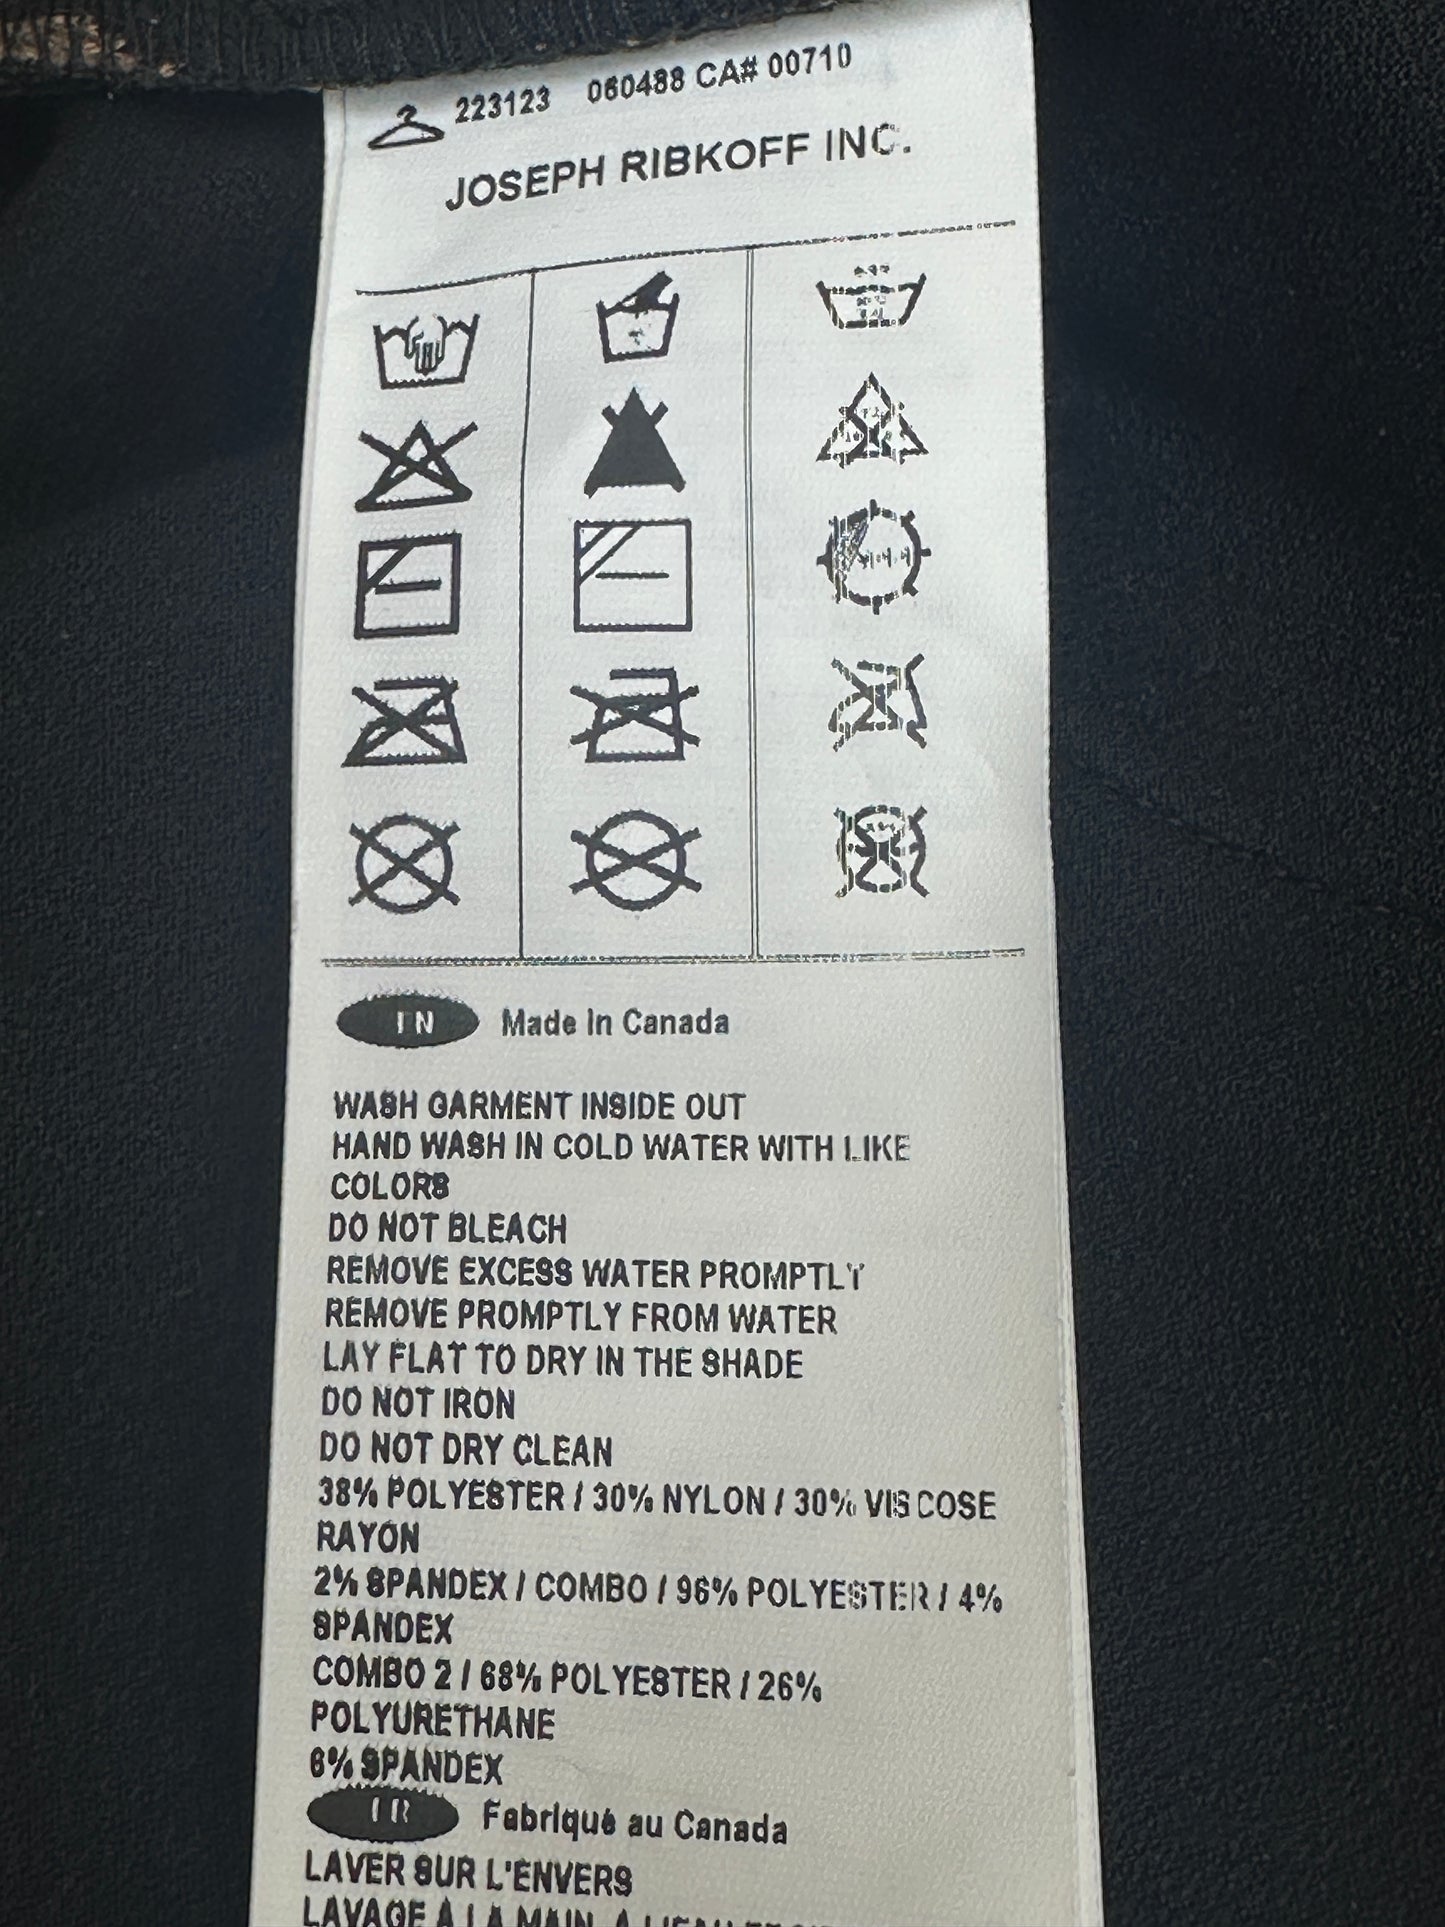 223123 060488 CA# 00710
JOSEPH RIBKOFF INC.
Made In Canada
WASH GARMENT INSIDE OUT
HAND WASH IN COLD WATER WITH LIKE
COLORS
DO NOT BLEACH
REMOVE EXCESS WATER PROMPTLY
REMOVE PROMPTLY FROM WATER
LAY FLAT TO DRY IN THE SHADE
DO NOT IRON
DO NOT DRY CLEAN
38% POLYESTER / 30% NYLON / 30% VISCOSE
RAYON
2% SPANDEX / COMBO / 96% POLYESTER / 4%
SPANDEX
COMBO 2 / 68% POLYESTER / 26%
POLYURETHANE
6% SPANDEX
Fabriqué au Canada
LAVER SUR L'ENVERS
LAVAGE A LA MAIN, A